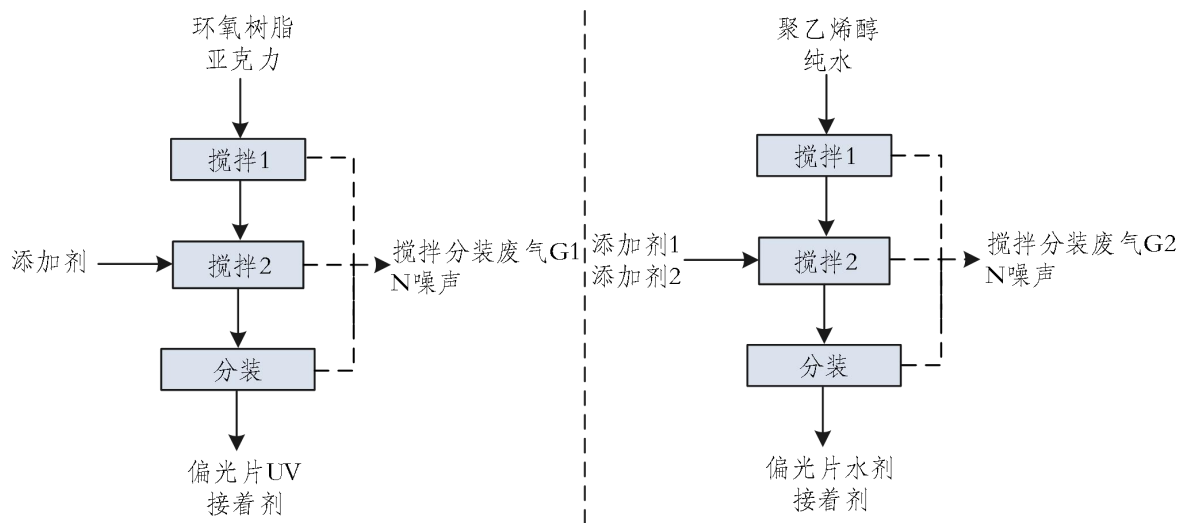 环氧树脂
亚克力
搅拌1
添加剂
搅拌2
搅拌分装废气G1
N噪声
分装
偏光片UV
接着剂
聚乙烯醇
纯水
搅拌1
添加剂1
添加剂2
搅拌2
搅拌分装废气G2
N噪声
分装
偏光片水剂
接着剂